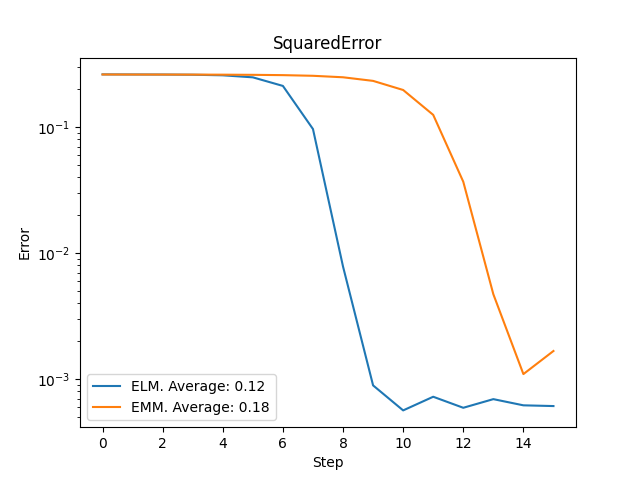 SquaredError
Error
10⁻¹
10⁻²
10⁻³
ELM. Average: 0.12
EMM. Average: 0.18
0 2 4 6 8 10 12 14
Step